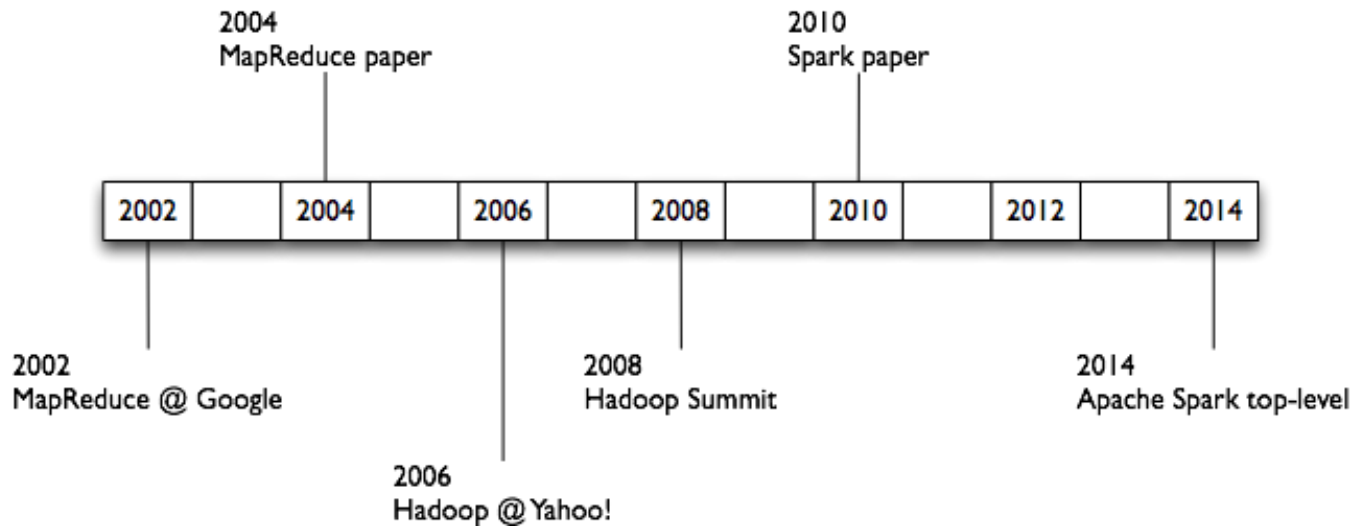 2004
MapReduce paper
2010
Spark paper
2002 2004 2006 2008 2010 2012 2014
2002
MapReduce @ Google
2008
Hadoop Summit
2014
Apache Spark top-level
2006
Hadoop @ Yahoo!